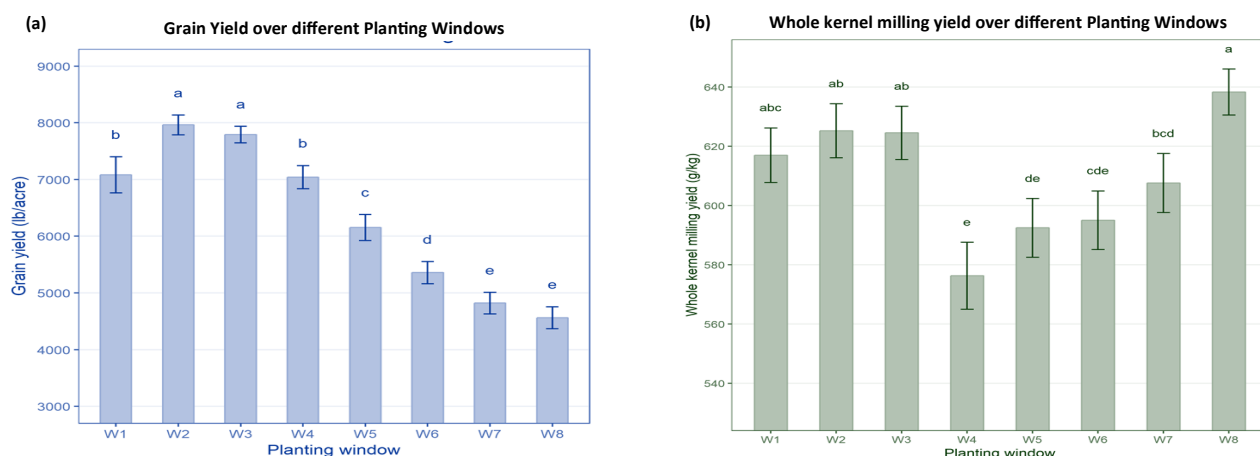 (a)
Grain Yield over different Planting Windows
Grain yield (lb/acre)
9000
8000
7000
6000
5000
4000
3000
b
a
a
b
c
d
e
e
W1 W2 W3 W4 W5 W6 W7 W8
Planting window
(b)
Whole kernel milling yield over different Planting Windows
Whole kernel milling yield (g/kg)
640
620
600
580
560
540
abc
ab
ab
e
de
cde
bcd
a
W1 W2 W3 W4 W5 W6 W7 W8
Planting window